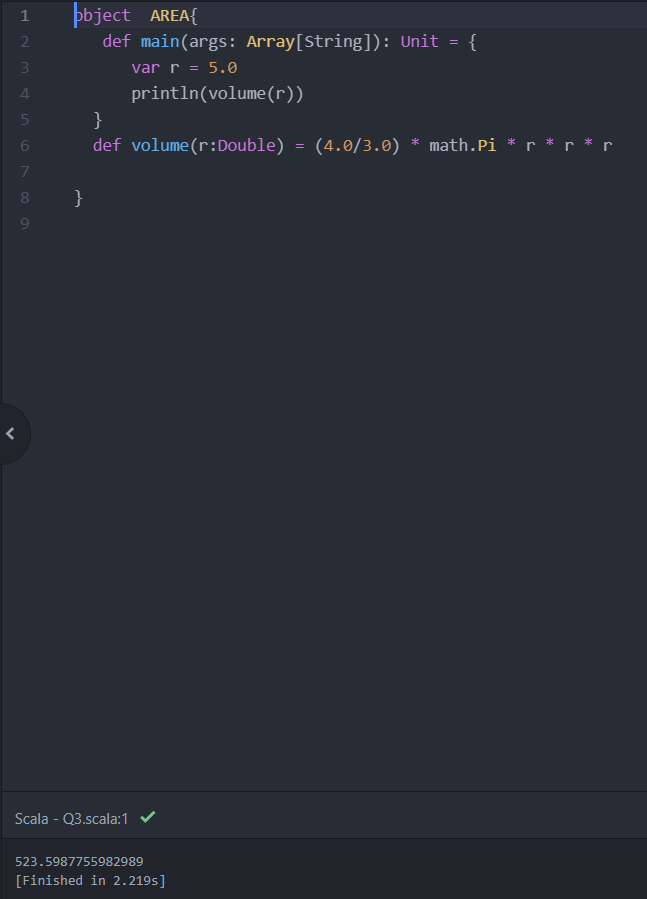 1 object  AREA{
2 def main(args: Array[String]): Unit = {
3 var r = 5.0
4 println(volume(r))
5 }
6 def volume(r:Double) = (4.0/3.0) * math.Pi * r * r * r
7
8 }
9
Scala - Q3.scala:1
523.5987755982989
[Finished in 2.219s]